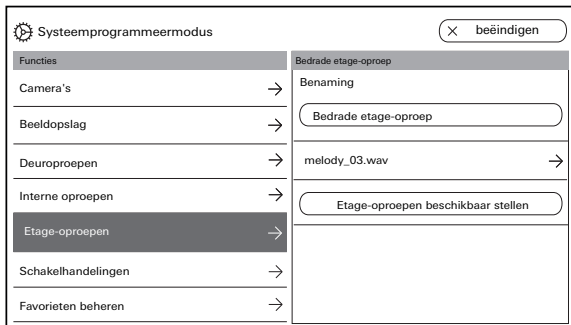 Systeemprogrammeermodus
beëindigen
Functies
Camera's
Beeldopslag
Deuroproepen
Interne oproepen
Etage-oproepen
Schakelhandelingen
Favorieten beheren
Bedrade etage-oproep
Benaming
Bedrade etage-oproep
melody_03.wav
Etage-oproepen beschikbaar stellen